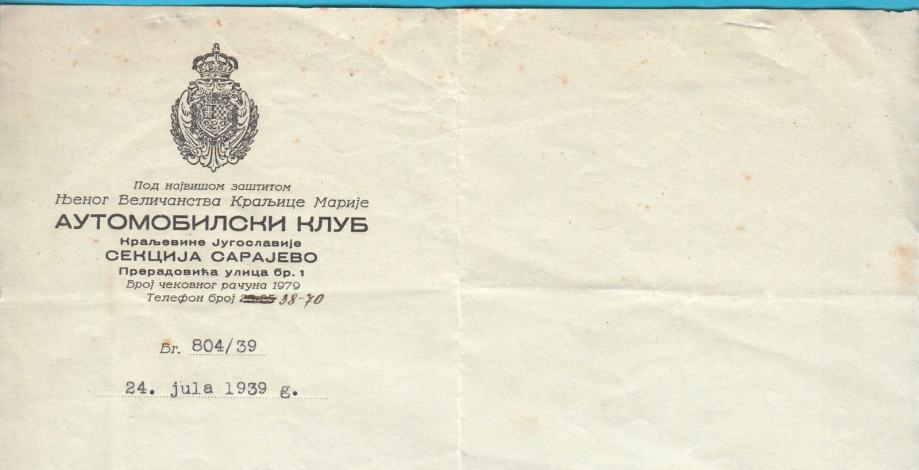 Под највишом заштитом
Њеног Величанства Краљице Марије
АУТОМОБИЛСКИ КЛУБ
Краљевине Југославије
СЕКЦИЈА САРАЈЕВО
Прерадовића улица бр. 1
Број чековног рачуна 1979
Телефон број 38-70
Бr. 804/39
24. jula 1939 g.